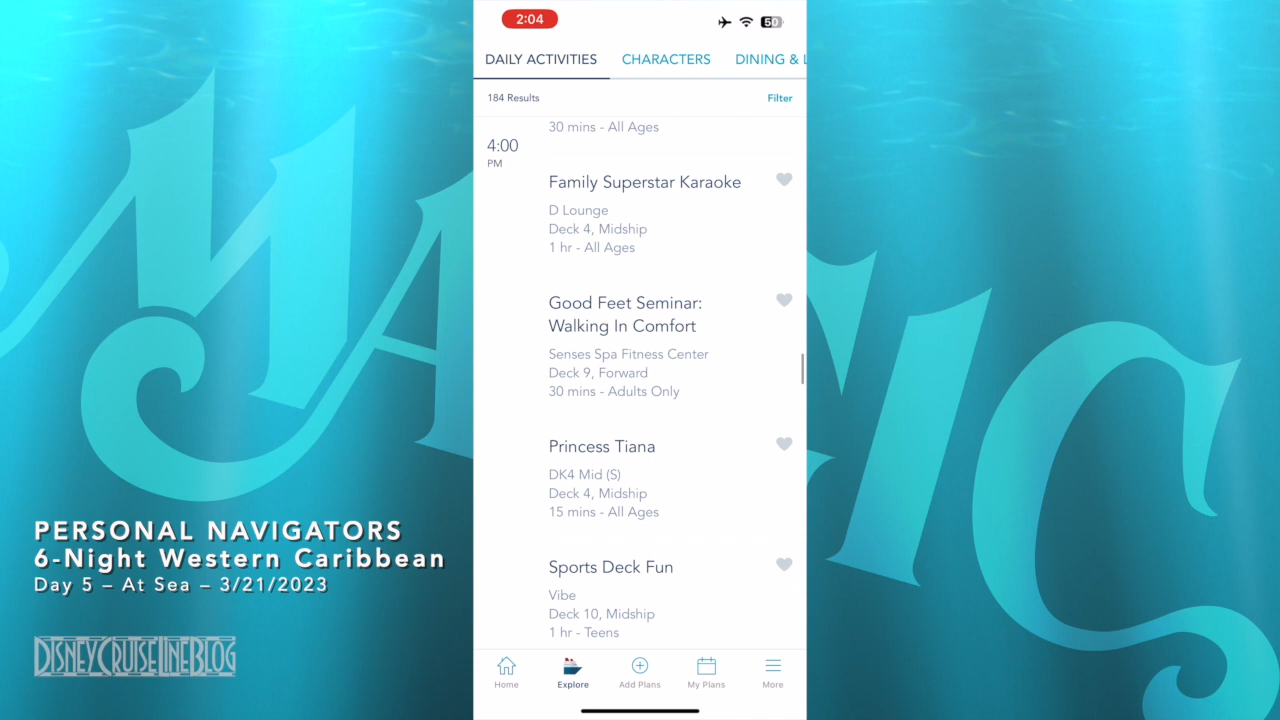 MAGIC
2:04
50
DAILY ACTIVITIES
CHARACTERS
DINING & L
184 Results
Filter
30 mins - All Ages
4:00
PM
Family Superstar Karaoke
D Lounge
Deck 4, Midship
1 hr - All Ages
Good Feet Seminar:
Walking In Comfort
Senses Spa Fitness Center
Deck 9, Forward
30 mins - Adults Only
Princess Tiana
DK4 Mid (S)
Deck 4, Midship
15 mins - All Ages
Sports Deck Fun
Vibe
Deck 10, Midship
1 hr - Teens
Home
Explore
Add Plans
My Plans
More
PERSONAL NAVIGATORS
6-Night Western Caribbean
Day 5 – At Sea – 3/21/2023
DISNEYCRUISELINEBLOG